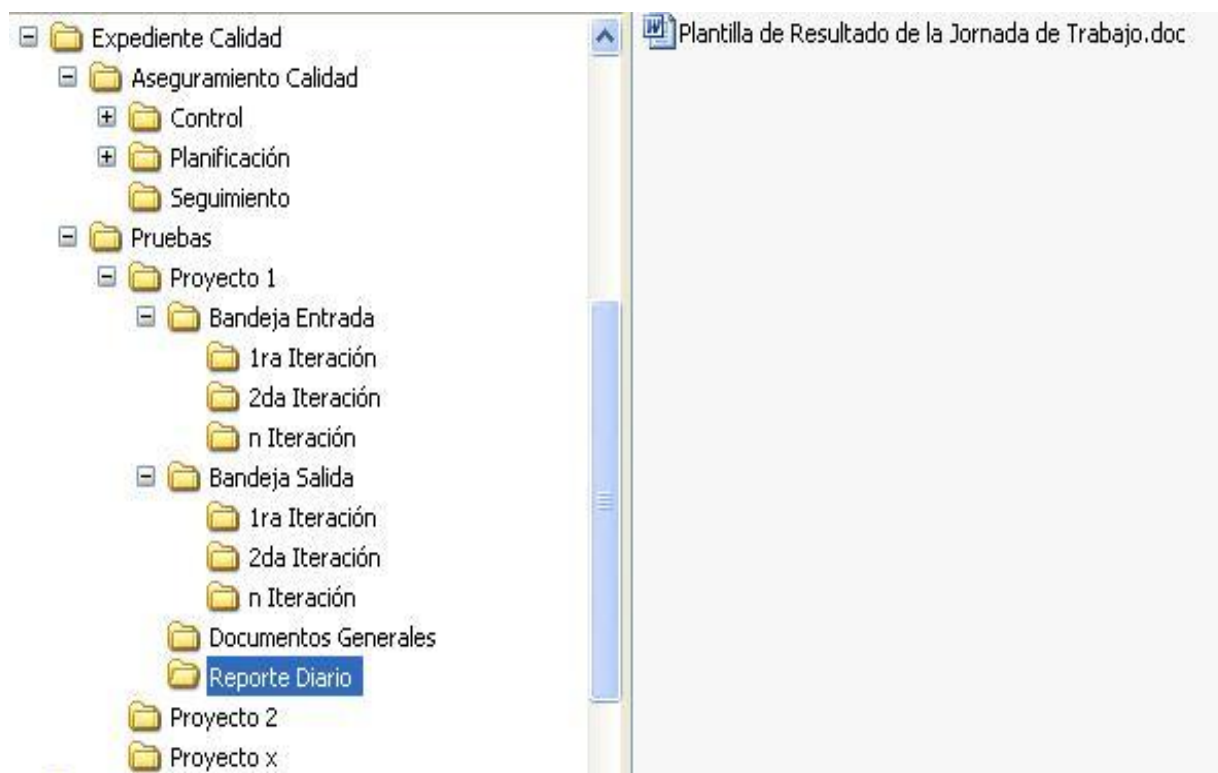 Expediente Calidad
Aseguramiento Calidad
Control
Planificación
Seguimiento
Pruebas
Proyecto 1
Bandeja Entrada
1ra Iteración
2da Iteración
n Iteración
Bandeja Salida
1ra Iteración
2da Iteración
n Iteración
Documentos Generales
Reporte Diario
Proyecto 2
Proyecto x
Plantilla de Resultado de la Jornada de Trabajo.doc